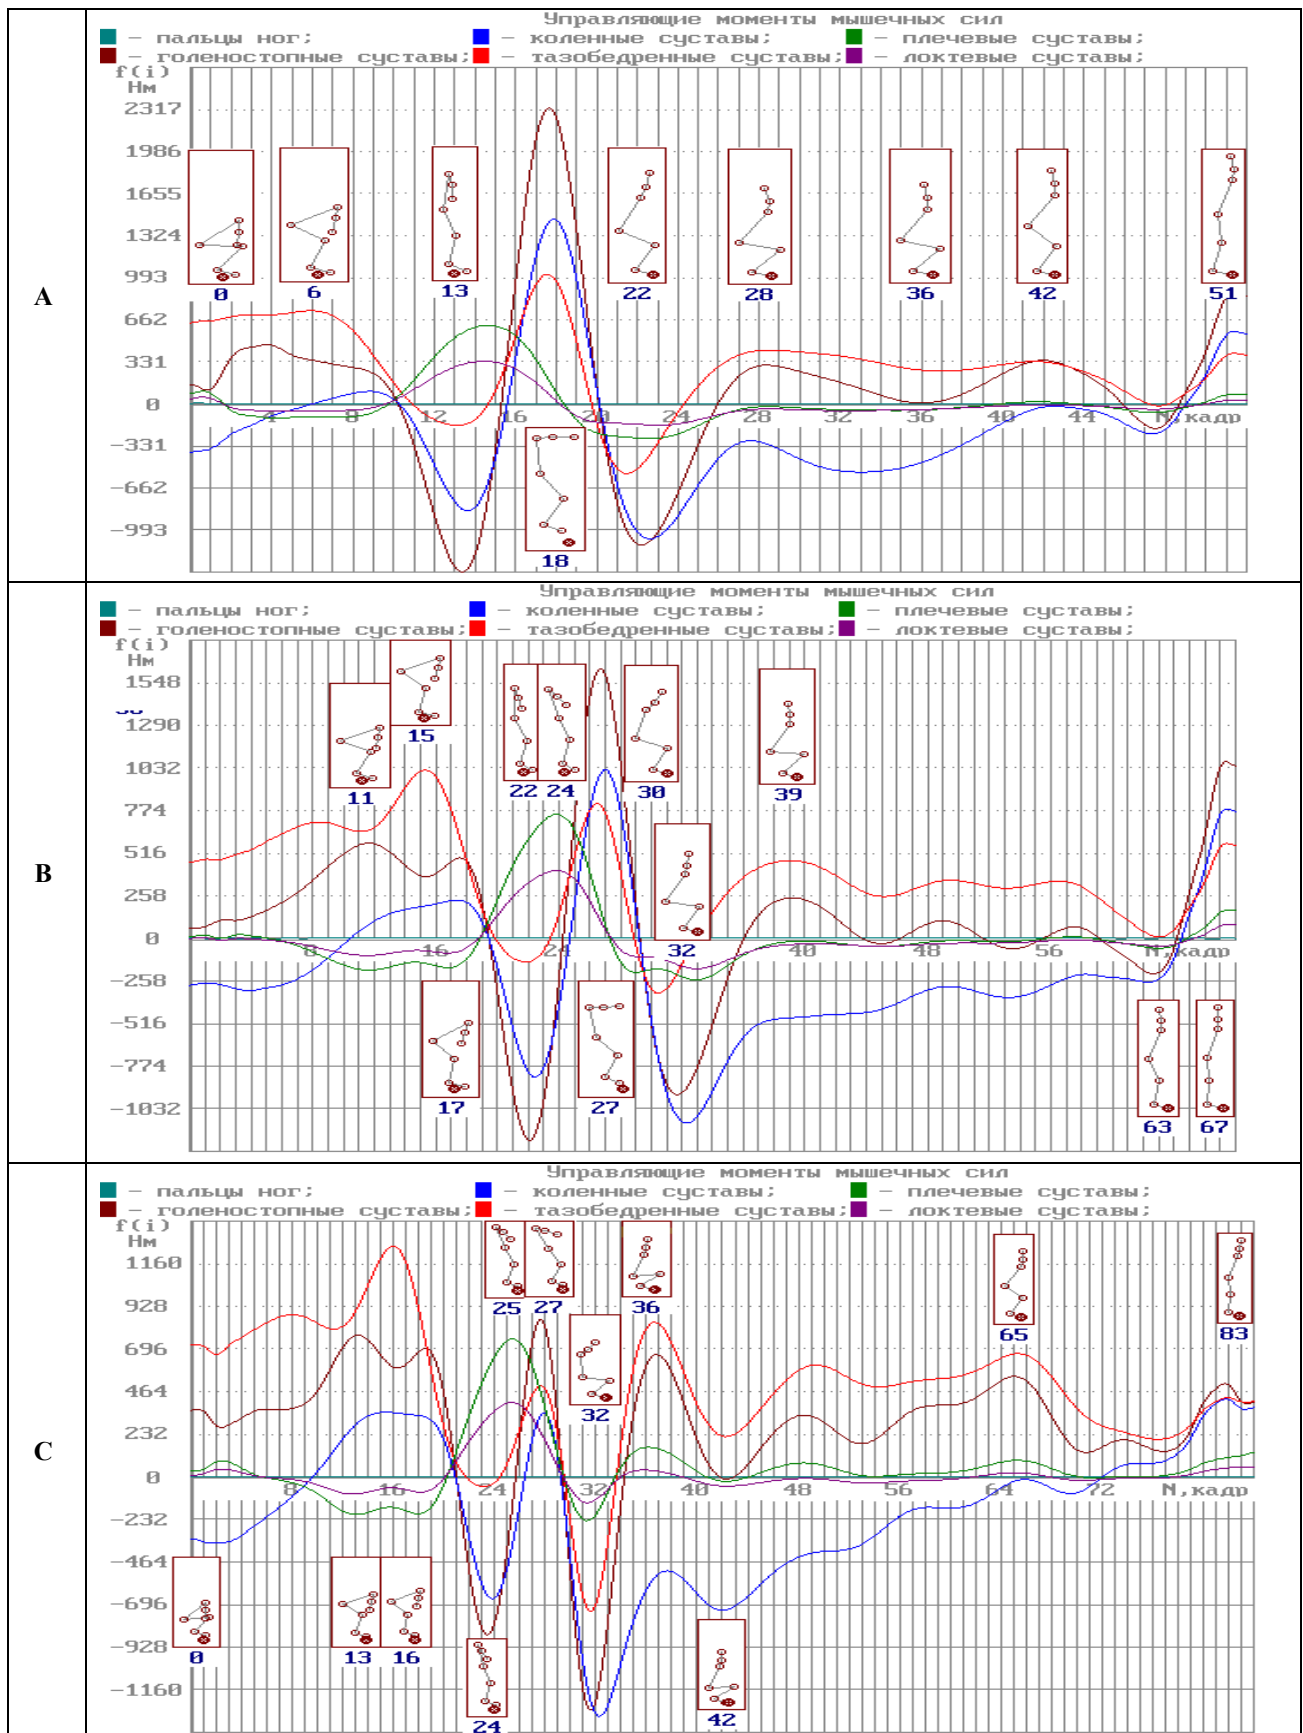 A
Управляющие моменты мышечных сил
– пальцы ног; – коленные суставы; – плечевые суставы;
– голеностопные суставы; – тазобедренные суставы; – локтевые суставы;
f(i)
Нм
2317
1986
1655
1324
993
0 6 13 22 28 36 42 51
662
331
0
4 8 12 16 20 24 28 32 36 40 44 N,кадр
-331
-662
-993
18
B
Управляющие моменты мышечных сил
– пальцы ног; – коленные суставы; – плечевые суставы;
– голеностопные суставы; – тазобедренные суставы; – локтевые суставы;
f(i)
Нм
1548
1290
15
1032
11 22 24 30 39
774
516
258
0
32
8 16 24 40 48 56 N,кадр
-258
-516
-774
-1032
17 27 63 67
C
Управляющие моменты мышечных сил
– пальцы ног; – коленные суставы; – плечевые суставы;
– голеностопные суставы; – тазобедренные суставы; – локтевые суставы;
f(i)
Нм
1160
928
25 27 36 65 83
696
464
32
232
0
8 16 24 32 40 48 56 64 72 N,кадр
-232
-464
-696
-928
0 13 16
-1160
24 42